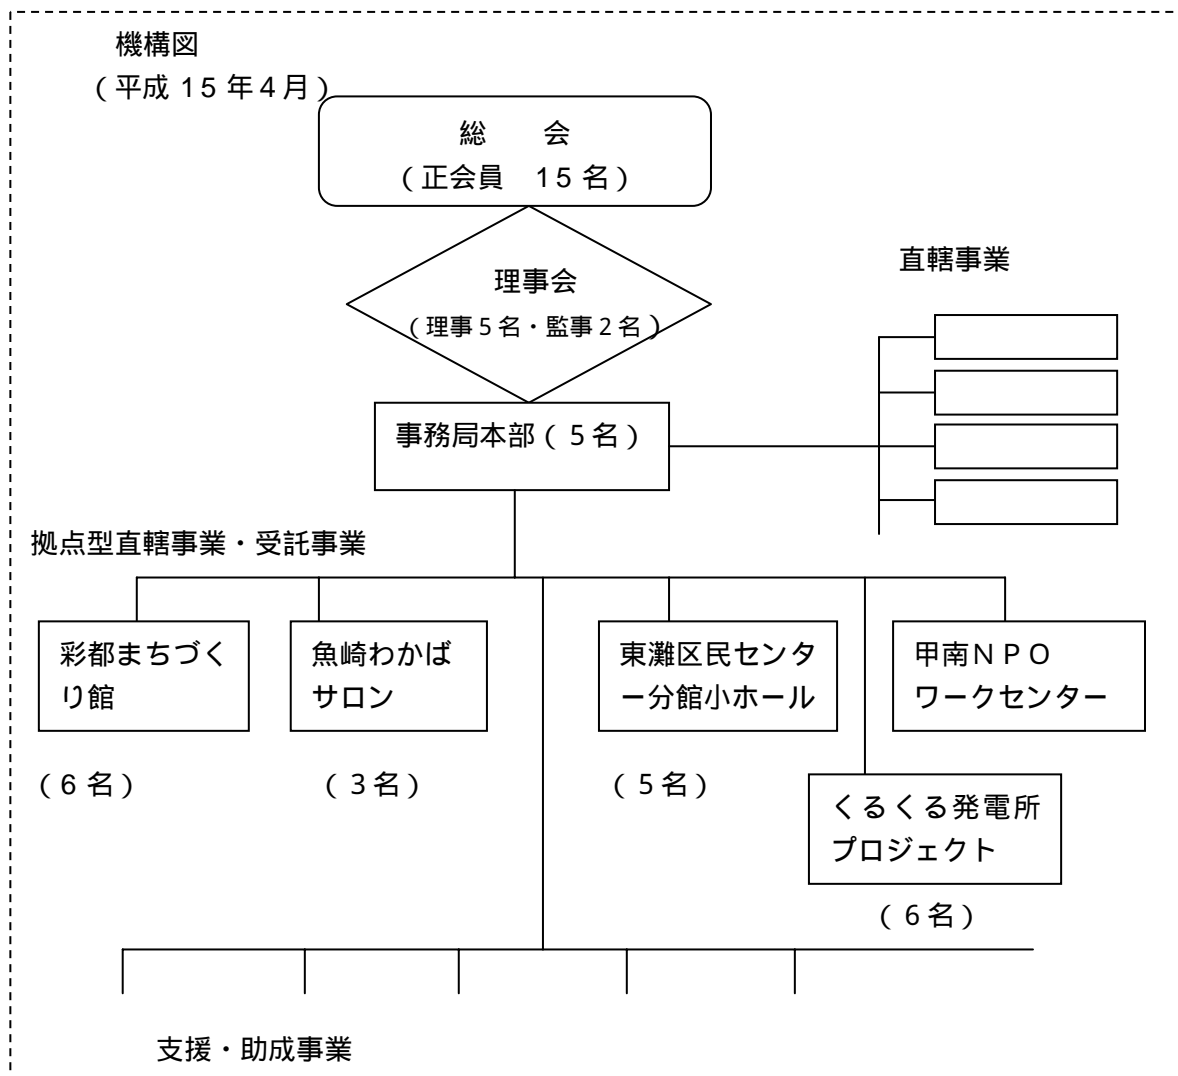 機構図
(平成 15 年4月)
総　会
(正会員　15 名)
理事会
(理事5名・監事2名)
直轄事業
事務局本部(5名)
拠点型直轄事業・受託事業
彩都まちづく
り館
魚崎わかば
サロン
東灘区民センタ
ー分館小ホール
甲南NPO
ワークセンター
(6名)
(3名)
(5名)
くるくる発電所
プロジェクト
(6名)
支援・助成事業